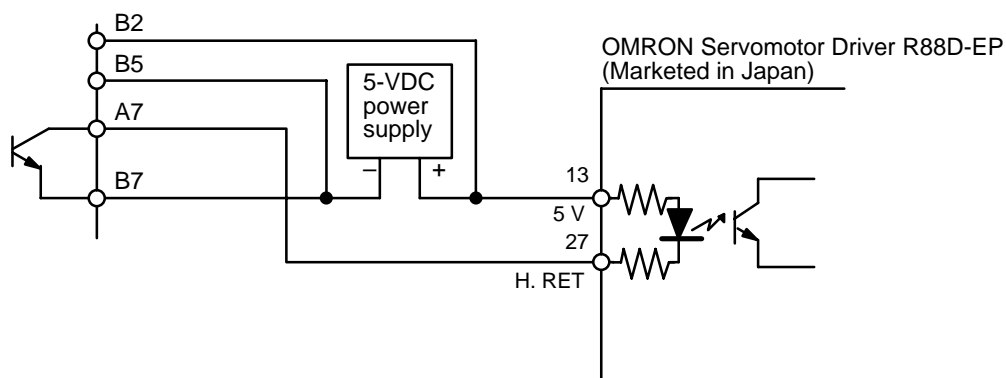 B2
OMRON Servomotor Driver R88D-EP
(Marketed in Japan)
B5
5-VDC
power
supply
A7
– +
13
B7
5 V
27
H. RET